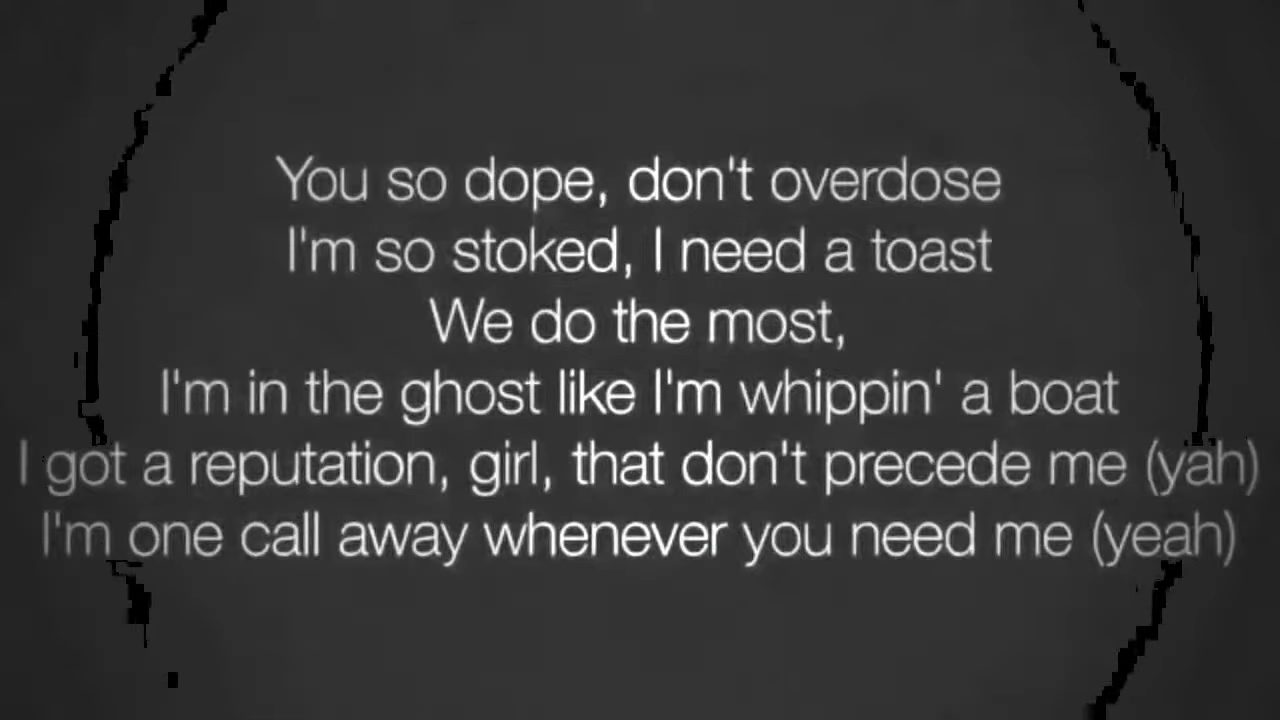 You so dope, don't overdose
I'm so stoked, I need a toast
We do the most,
I'm in the ghost like I'm whippin' a boat
I got a reputation, girl, that don't precede me (yah)
I'm one call away whenever you need me (yeah)